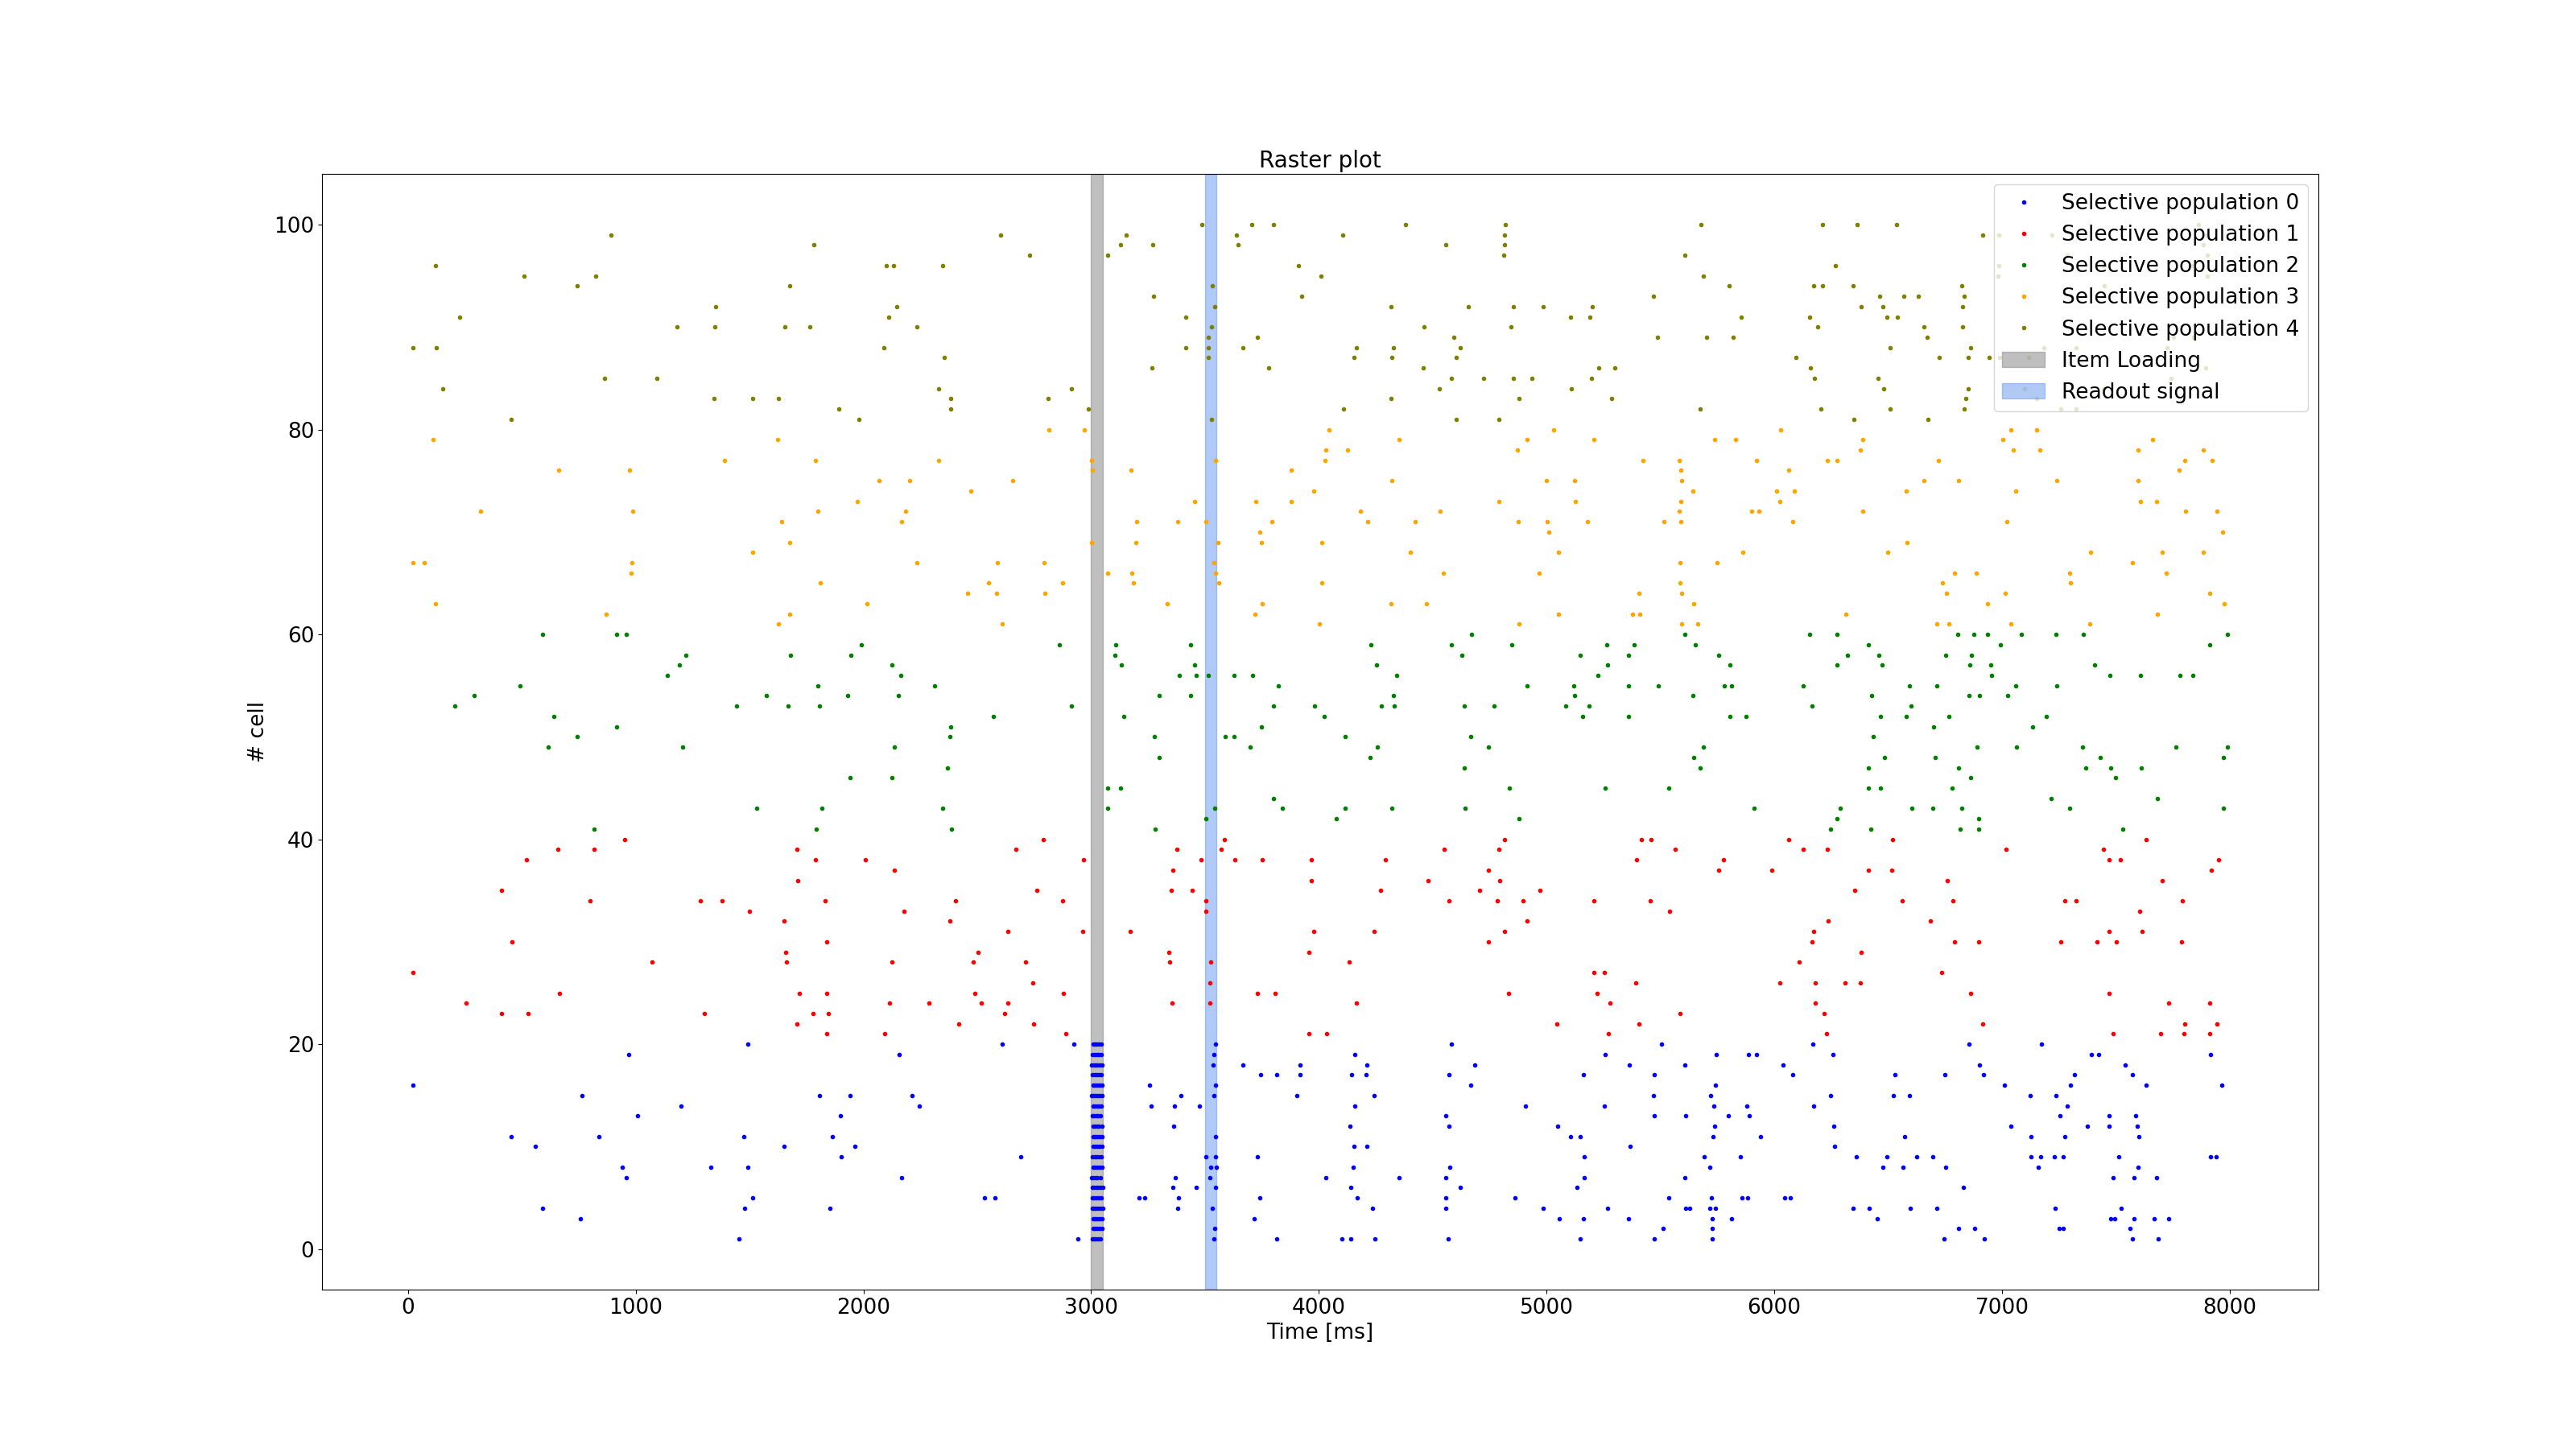 Raster plot
100
80
60
40
20
0
# cell
0 1000 2000 3000 4000 5000 6000 7000 8000
Time [ms]
Selective population 0
Selective population 1
Selective population 2
Selective population 3
Selective population 4
Item Loading
Readout signal